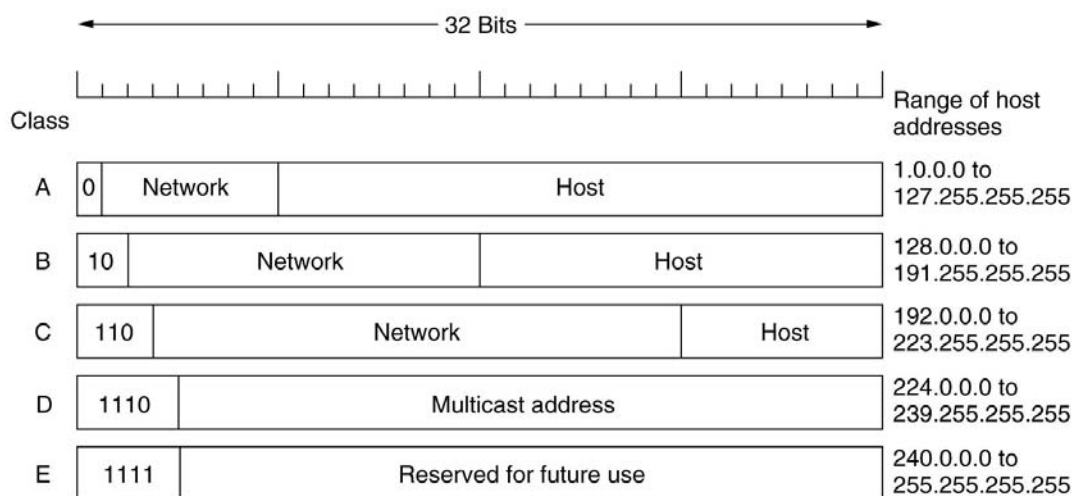 32 Bits
Class
Range of host
addresses
A
0
Network
Host
1.0.0.0 to
127.255.255.255
B
10
Network
Host
128.0.0.0 to
191.255.255.255
C
110
Network
Host
192.0.0.0 to
223.255.255.255
D
1110
Multicast address
224.0.0.0 to
239.255.255.255
E
1111
Reserved for future use
240.0.0.0 to
255.255.255.255